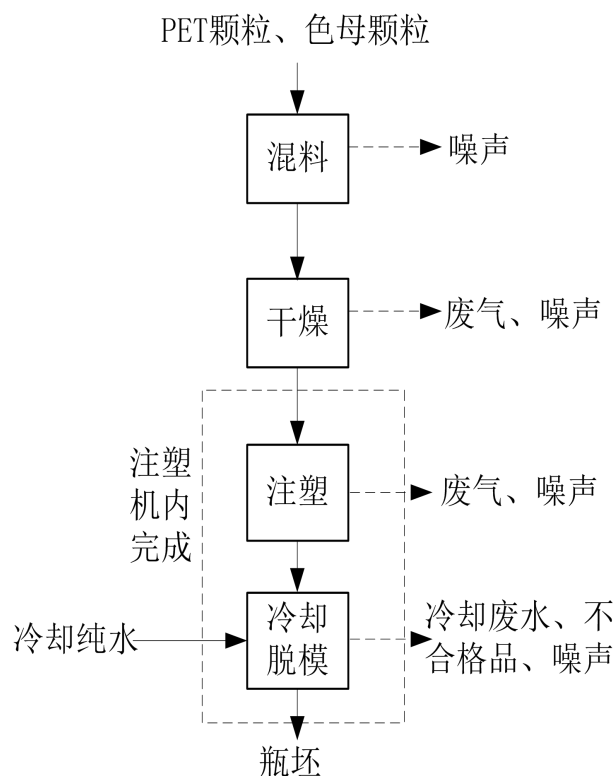 PET颗粒、色母颗粒
混料
噪声
干燥
废气、噪声
注塑
机内
完成
注塑
废气、噪声
冷却纯水
冷却
脱模
冷却废水、不
合格品、噪声
瓶坯